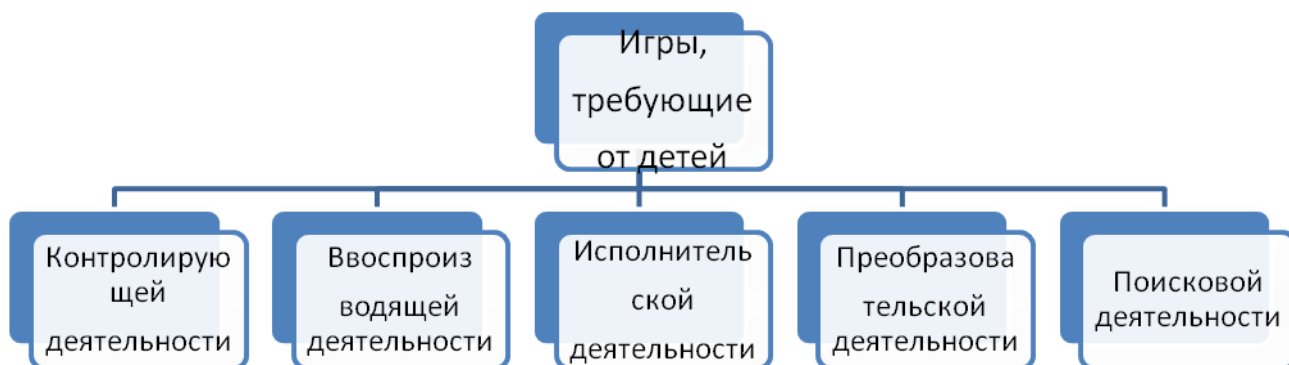 Игры,
требующие
от детей
Контролирую
щей
деятельности
Ввоспроиз
водящей
деятельности
Исполнитель
ской
деятельности
Преобразова
тельской
деятельности
Поисковой
деятельности